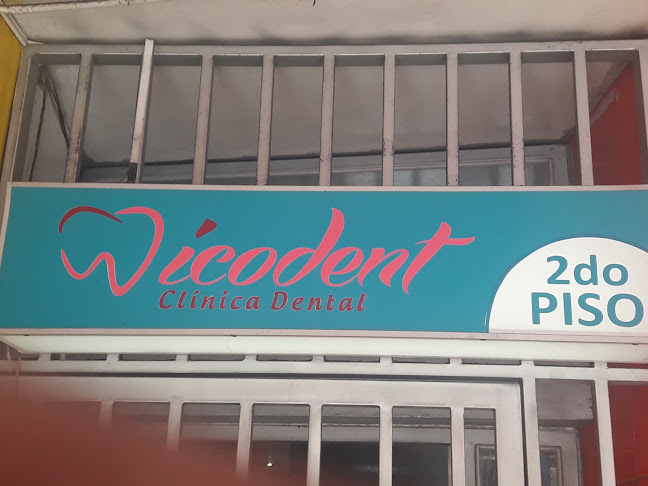 Wicodent
Clínica Dental
2do
PISO